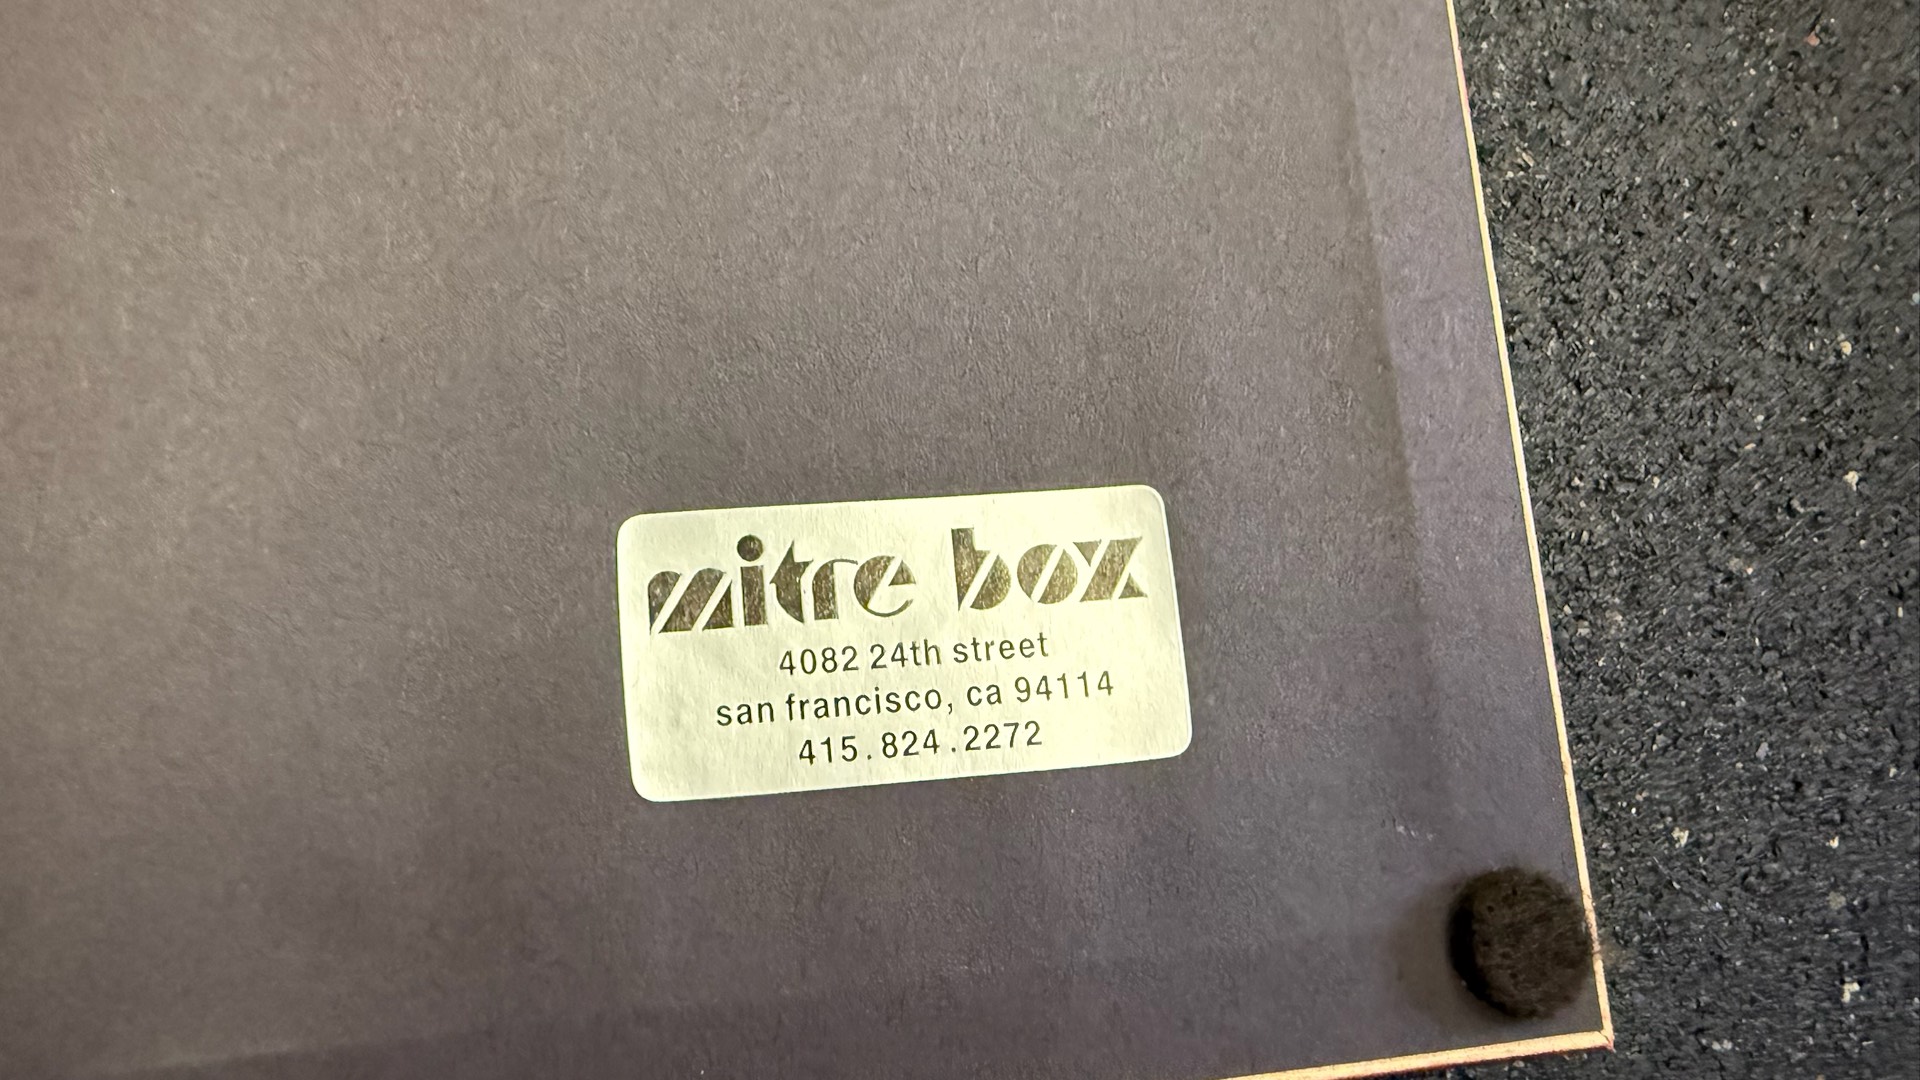 mitre box
4082 24th street
san francisco, ca 94114
415.824.2272